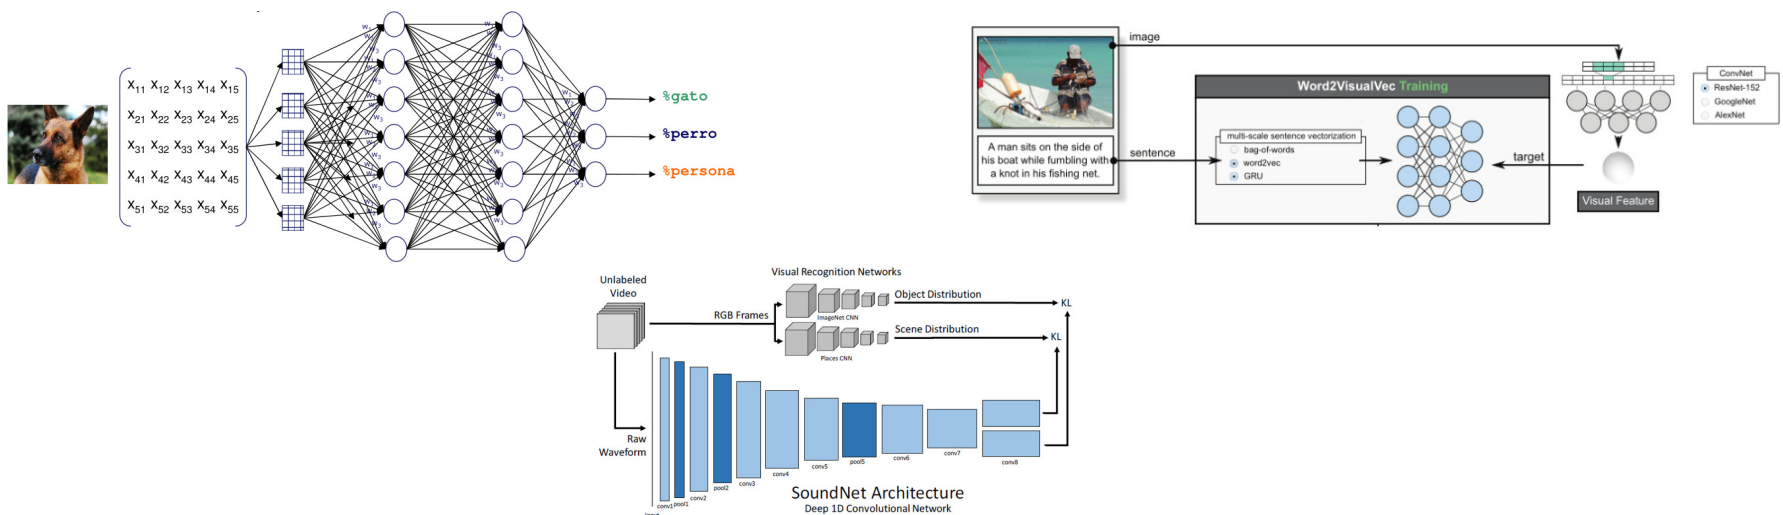 X11 X12 X13 X14 X15
X21 X22 X23 X24 X25
X31 X32 X33 X34 X35
X41 X42 X43 X44 X45
X51 X52 X53 X54 X55
%gato
%perro
%persona
image
A man sits on the side of
his boat while fumbling with
a knot in his fishing net.
sentence
Word2VisualVec Training
multi-scale sentence vectorization
bag-of-words
word2vec
GRU
target
ConvNet
ResNet-152
GoogleNet
AlexNet
Visual Feature
Unlabeled
Video
RGB Frames
Visual Recognition Networks
ImageNet CNN
Places CNN
Object Distribution
Scene Distribution
KL
KL
Raw
Waveform
conv1 pool1 conv2 pool2 conv3 conv4 conv5 pool5 conv6 conv7 conv8
SoundNet Architecture
Deep 1D Convolutional Network